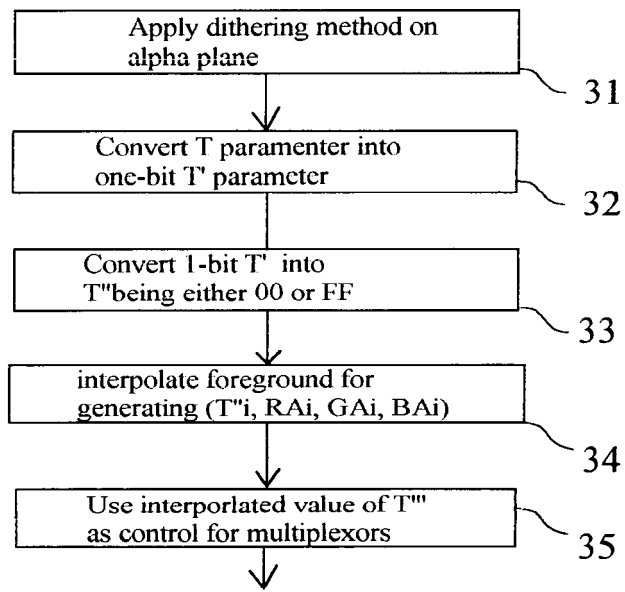 Apply dithering method on
alpha plane
31
Convert T paramenter into
one-bit T' parameter
32
Convert 1-bit T' into
T"being either 00 or FF
33
interpolate foreground for
generating (T"i, RAi, GAi, BAi)
34
Use interporlated value of T"'
as control for multiplexors
35